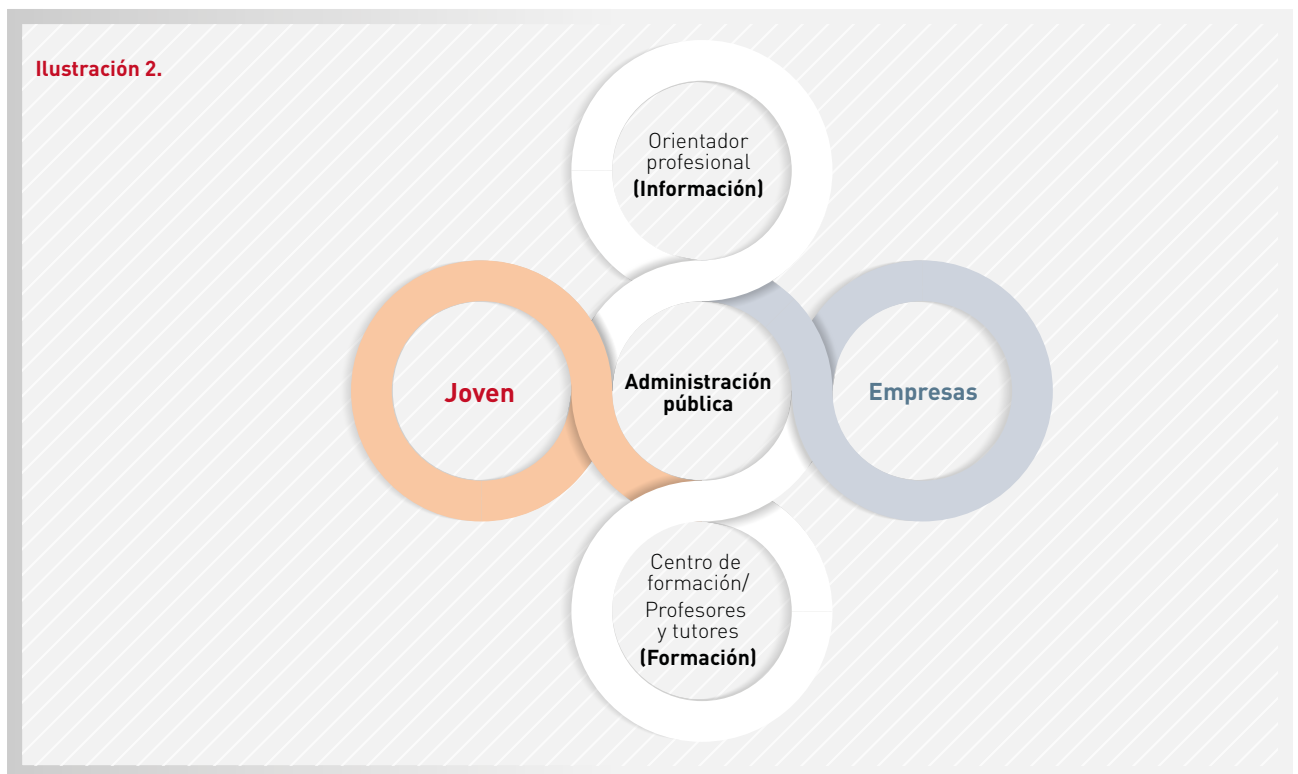 Ilustración 2.
Orientador
profesional
(Información)
Joven
Administración
pública
Empresas
Centro de
formación/
Profesores
y tutores
(Formación)